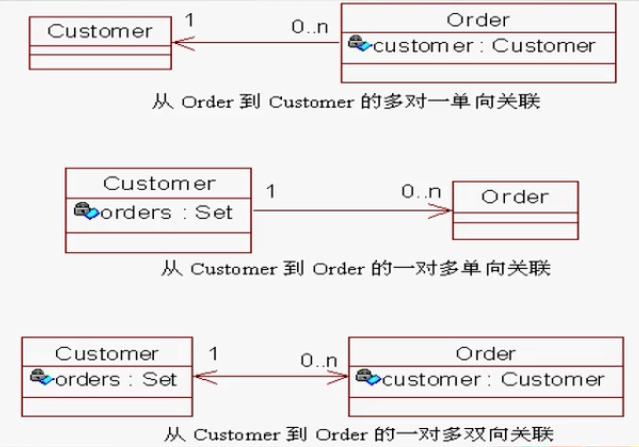 Customer
1
0..n
Order
customer : Customer
从 Order 到 Customer 的多对一单向关联
Customer
orders : Set
1
0..n
Order
从 Customer 到 Order 的一对多单向关联
Customer
orders : Set
1
0..n
Order
customer : Customer
从 Customer 到 Order 的一对多双向关联